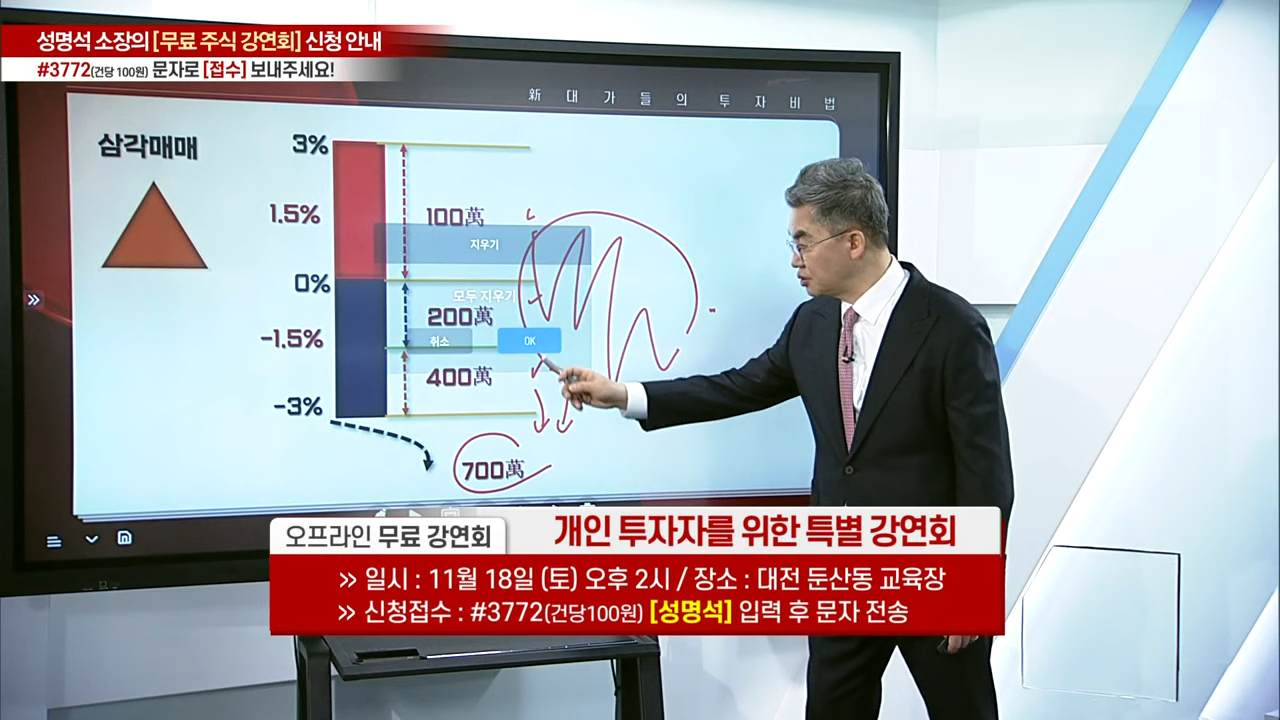 성명석 소장의 [무료 주식 강연회] 신청 안내
#3772(건당 100원) 문자로 [접수] 보내주세요!
新 대가들의 투자비법
삼각매매
3%
1.5%
100萬
지우기
0%
모두 지우기
200萬
-1.5%
취소
OK
400萬
-3%
700萬
오프라인 무료 강연회
개인 투자자를 위한 특별 강연회
» 일시 : 11월 18일 (토) 오후 2시 / 장소 : 대전 둔산동 교육장
» 신청접수 : #3772(건당100원) [성명석] 입력 후 문자 전송